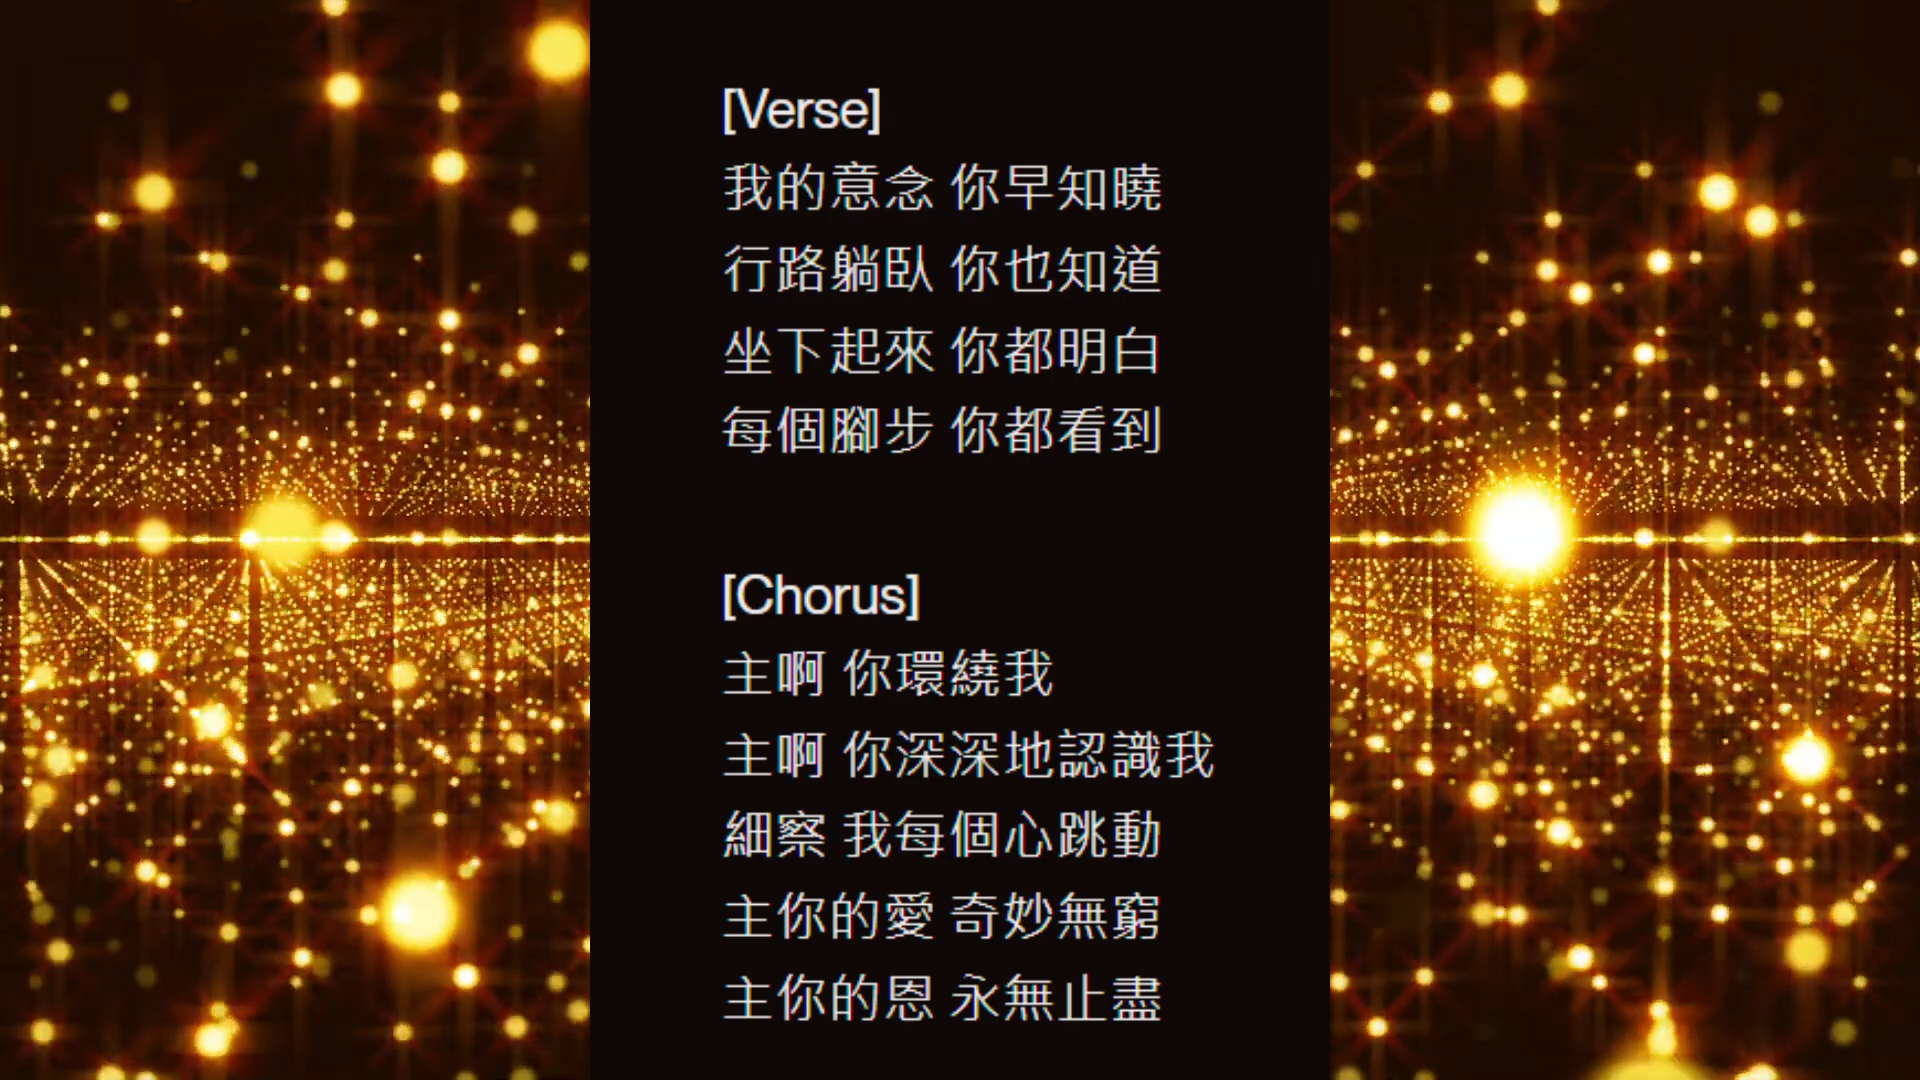 [Verse]
我的意念 你早知曉
行路躺臥 你也知道
坐下起來 你都明白
每個腳步 你都看到
[Chorus]
主啊 你環繞我
主啊 你深深地認識我
細察 我每個心跳動
主你的愛 奇妙無窮
主你的恩 永無止盡